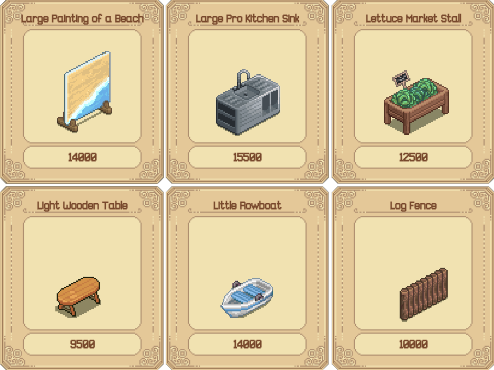 Large Painting of a Beach
Large Pro Kitchen Sink
Lettuce Market Stall
14000
15500
12500
Light Wooden Table
Little Rowboat
Log Fence
9500
14000
10000